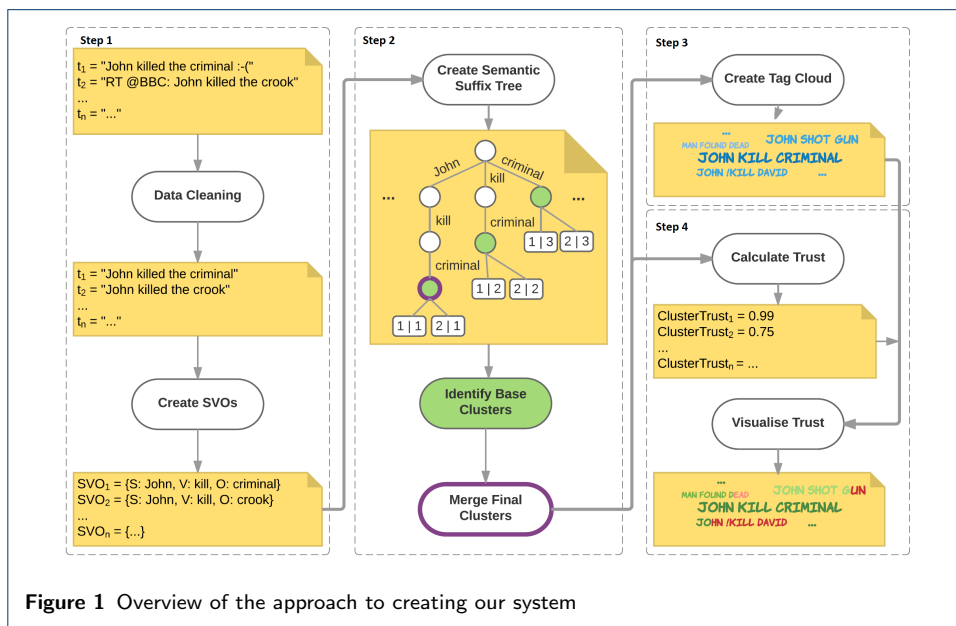 Step 1
t1 = "John killed the criminal :-("
t2 = "RT @BBC: John killed the crook"
...
tn = "..."
Data Cleaning
t1 = "John killed the criminal"
t2 = "John killed the crook"
...
tn = "..."
Create SVOs
SVO1 = {S: John, V: kill, O: criminal}
SVO2 = {S: John, V: kill, O: crook}
...
SVOn = {...}
Step 2
Create Semantic
Suffix Tree
John
kill
criminal
...
...
kill
criminal
criminal
1 | 3
2 | 3
1 | 2
2 | 2
1 | 1
2 | 1
Identify Base
Clusters
Merge Final
Clusters
Step 3
Create Tag Cloud
...
JOHN SHOT GUN
MAN FOUND DEAD
JOHN KILL CRIMINAL
JOHN !KILL DAVID
...
Step 4
Calculate Trust
ClusterTrust1 = 0.99
ClusterTrust2 = 0.75
...
ClusterTrustn = ...
Visualise Trust
...
JOHN SHOT GUN
MAN FOUND DEAD
JOHN KILL CRIMINAL
JOHN !KILL DAVID
...
Figure 1 Overview of the approach to creating our system